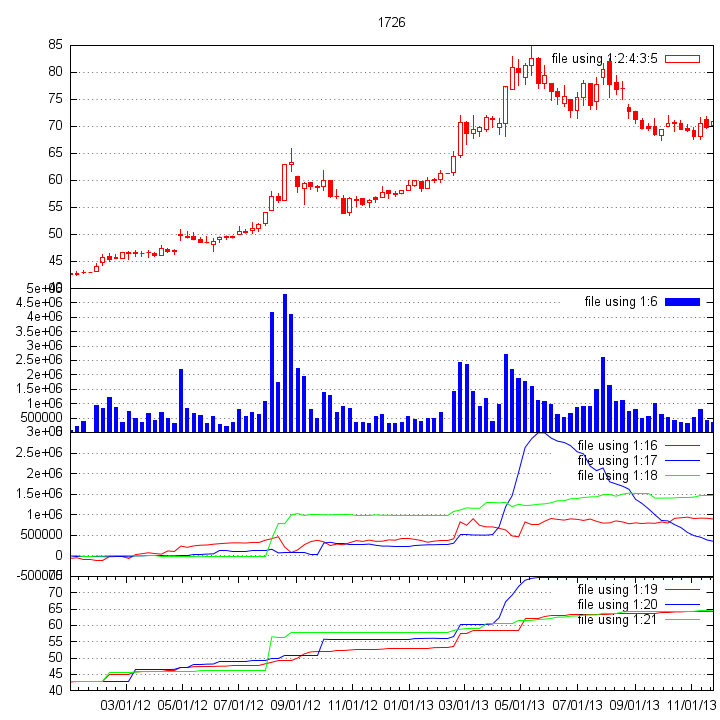 1726
85
file using 1:2:4:3:5
80
75
70
65
60
55
50
45
40
5e+06
file using 1:6
4.5e+06
4e+06
3.5e+06
3e+06
2.5e+06
2e+06
1.5e+06
1e+06
500000
0
3e+06
file using 1:16
2.5e+06
file using 1:17
2e+06
file using 1:18
1.5e+06
1e+06
500000
0
-500000
75
file using 1:19
70
file using 1:20
65
file using 1:21
60
55
50
45
40
03/01/12 05/01/12 07/01/12 09/01/12 11/01/12 01/01/13 03/01/13 05/01/13 07/01/13 09/01/13 11/01/13